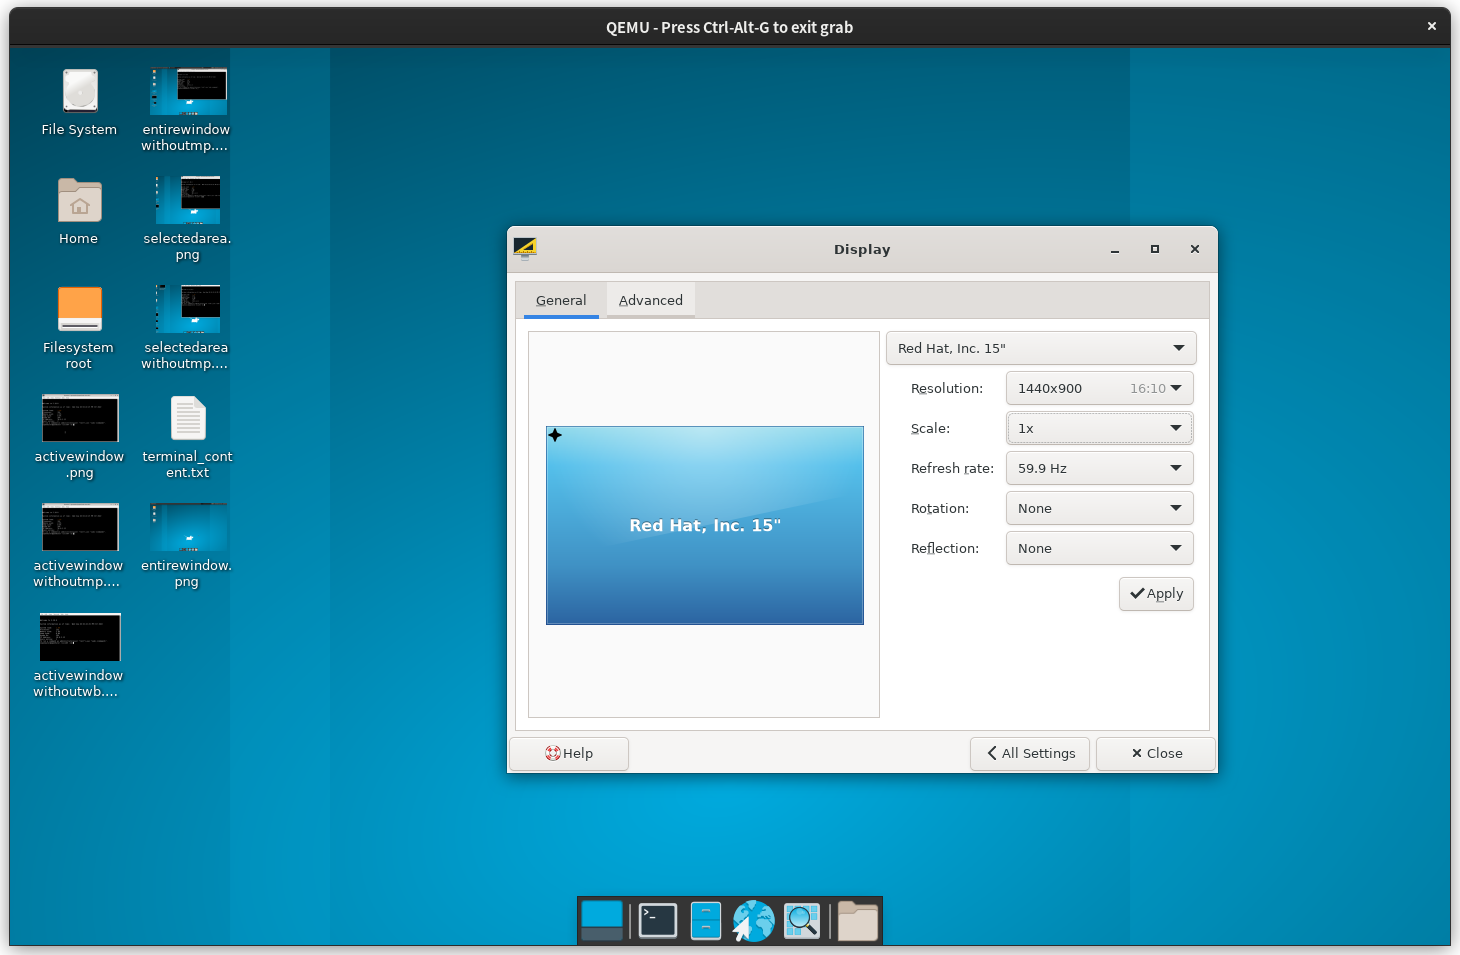 QEMU - Press Ctrl-Alt-G to exit grab
File System
entirewindow
withoutmp....
Home
selectedarea.
png
Filesystem
root
selectedarea
withoutmp....
activewindow
.png
terminal_cont
ent.txt
activewindow
withoutmp....
entirewindow.
png
activewindow
withoutwb....
Display
General
Advanced
Red Hat, Inc. 15"
Red Hat, Inc. 15"
Resolution: 1440x900 16:10
Scale: 1x
Refresh rate: 59.9 Hz
Rotation: None
Reflection: None
Apply
Help
All Settings
Close